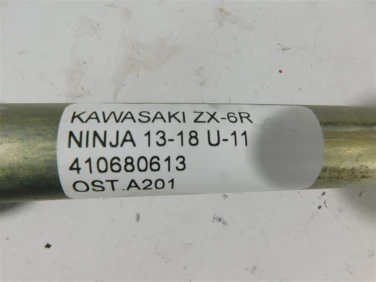 KAWASAKI ZX-6R
NINJA 13-18 U-11
410680613
OST.A201